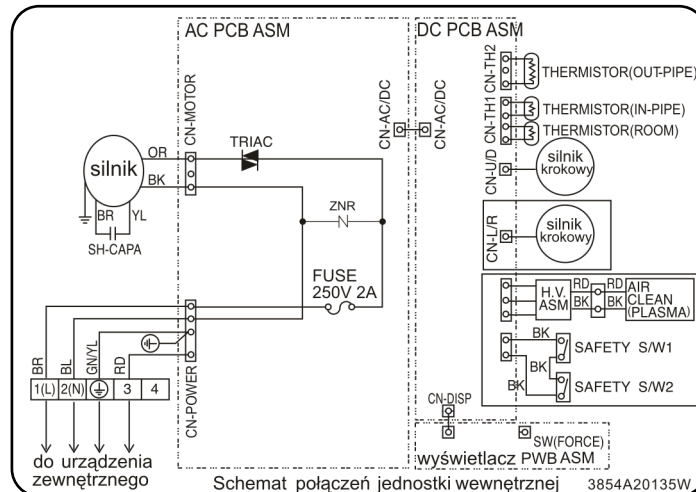 AC PCB ASM
DC PCB ASM
CN-MOTOR
OR
BK
silnik
BR
YL
SH-CAPA
TRIAC
ZNR
FUSE
250V 2A
CN-AC/DC
CN-AC/DC
CN-TH2
THERMISTOR(OUT-PIPE)
CN-TH1
THERMISTOR(IN-PIPE)
THERMISTOR(ROOM)
CN-U/D
silnik
krokowy
CN-L/R
silnik
krokowy
H.V.
ASM
RD
RD
BK
BK
AIR
CLEAN
(PLASMA)
BK
SAFETY S/W1
BK
BK
SAFETY S/W2
CN-DISP
SW(FORCE)
wyświetlacz PWB ASM
CN-POWER
BR
BL
GN/YL
RD
1(L)
2(N)
3
4
do urządzenia
zewnętrznego
Schemat połączeń jednostki wewnętrznej
3854A20135W